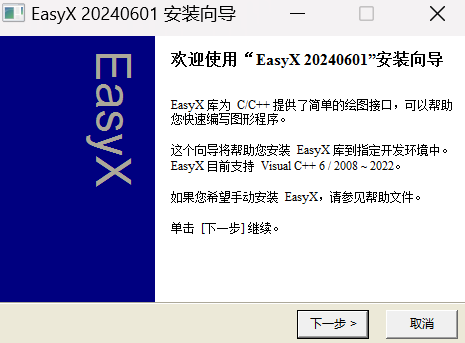 EasyX 20240601 安装向导
EasyX
欢迎使用“EasyX 20240601”安装向导
EasyX 库为 C/C++ 提供了简单的绘图接口，可以帮助
您快速编写图形程序。
这个向导将帮助您安装 EasyX 库到指定开发环境中。
EasyX 目前支持 Visual C++ 6 / 2008 ~ 2022。
如果您希望手动安装 EasyX，请参见帮助文件。
单击 [下一步] 继续。
下一步 >
取消